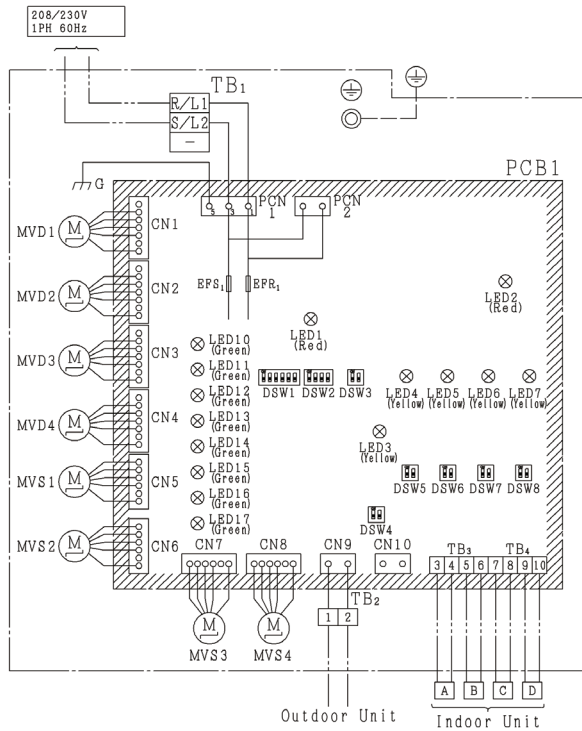 208/230V
1PH 60Hz
TB1
R/L1
S/L2
-
G
PCB1
5 3 1
PCN
1
PCN
2
MVD1
M
CN1
MVD2
M
CN2
MVD3
M
CN3
MVD4
M
CN4
MVS1
M
CN5
MVS2
M
CN6
EFS1
EFR1
LED1
(Red)
LED2
(Red)
LED10
(Green)
LED11
(Green)
LED12
(Green)
LED13
(Green)
LED14
(Green)
LED15
(Green)
LED16
(Green)
LED17
(Green)
DSW1 DSW2 DSW3
LED4
(Yellow)
LED5
(Yellow)
LED6
(Yellow)
LED7
(Yellow)
LED3
(Yellow)
DSW5 DSW6 DSW7 DSW8
DSW4
CN7 CN8 CN9 CN10
TB3 TB4
3 4 5 6 7 8 9 10
M
MVS3
M
MVS4
TB2
1 2
A B C D
Outdoor Unit
Indoor Unit